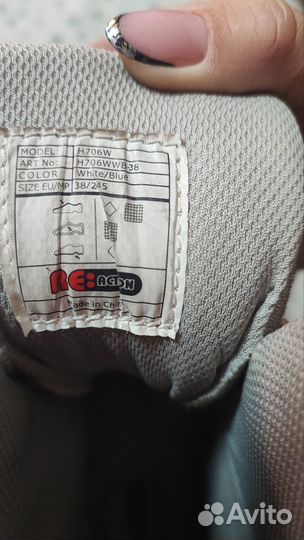 MODEL H706W
ART No: H706WWB-38
COLOR White/Blue
SIZE EU/MP 38/245
RE:ACTION
Made in China
Avito